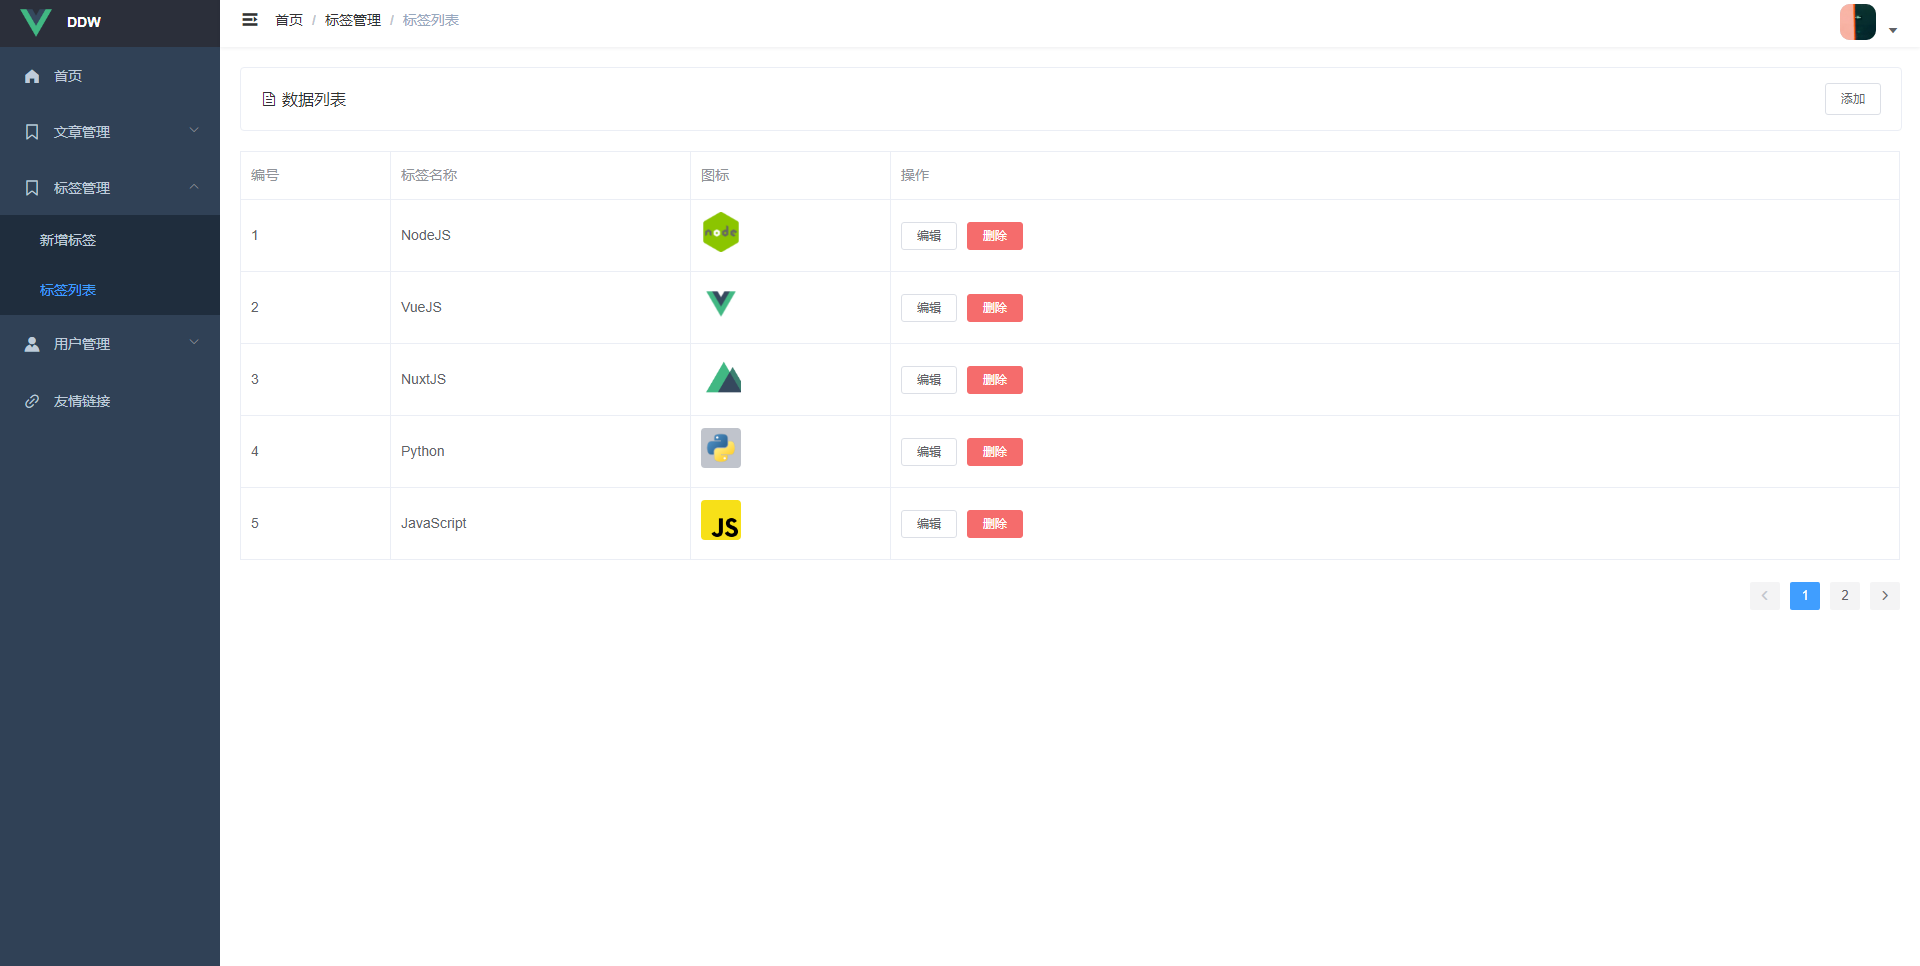 DDW
首页 / 标签管理 / 标签列表
首页
文章管理
标签管理
新增标签
标签列表
用户管理
友情链接
数据列表
添加
编号 标签名称 图标 操作
1 NodeJS node 编辑 删除
2 VueJS 编辑 删除
3 NuxtJS 编辑 删除
4 Python 编辑 删除
5 JavaScript JS 编辑 删除
1 2